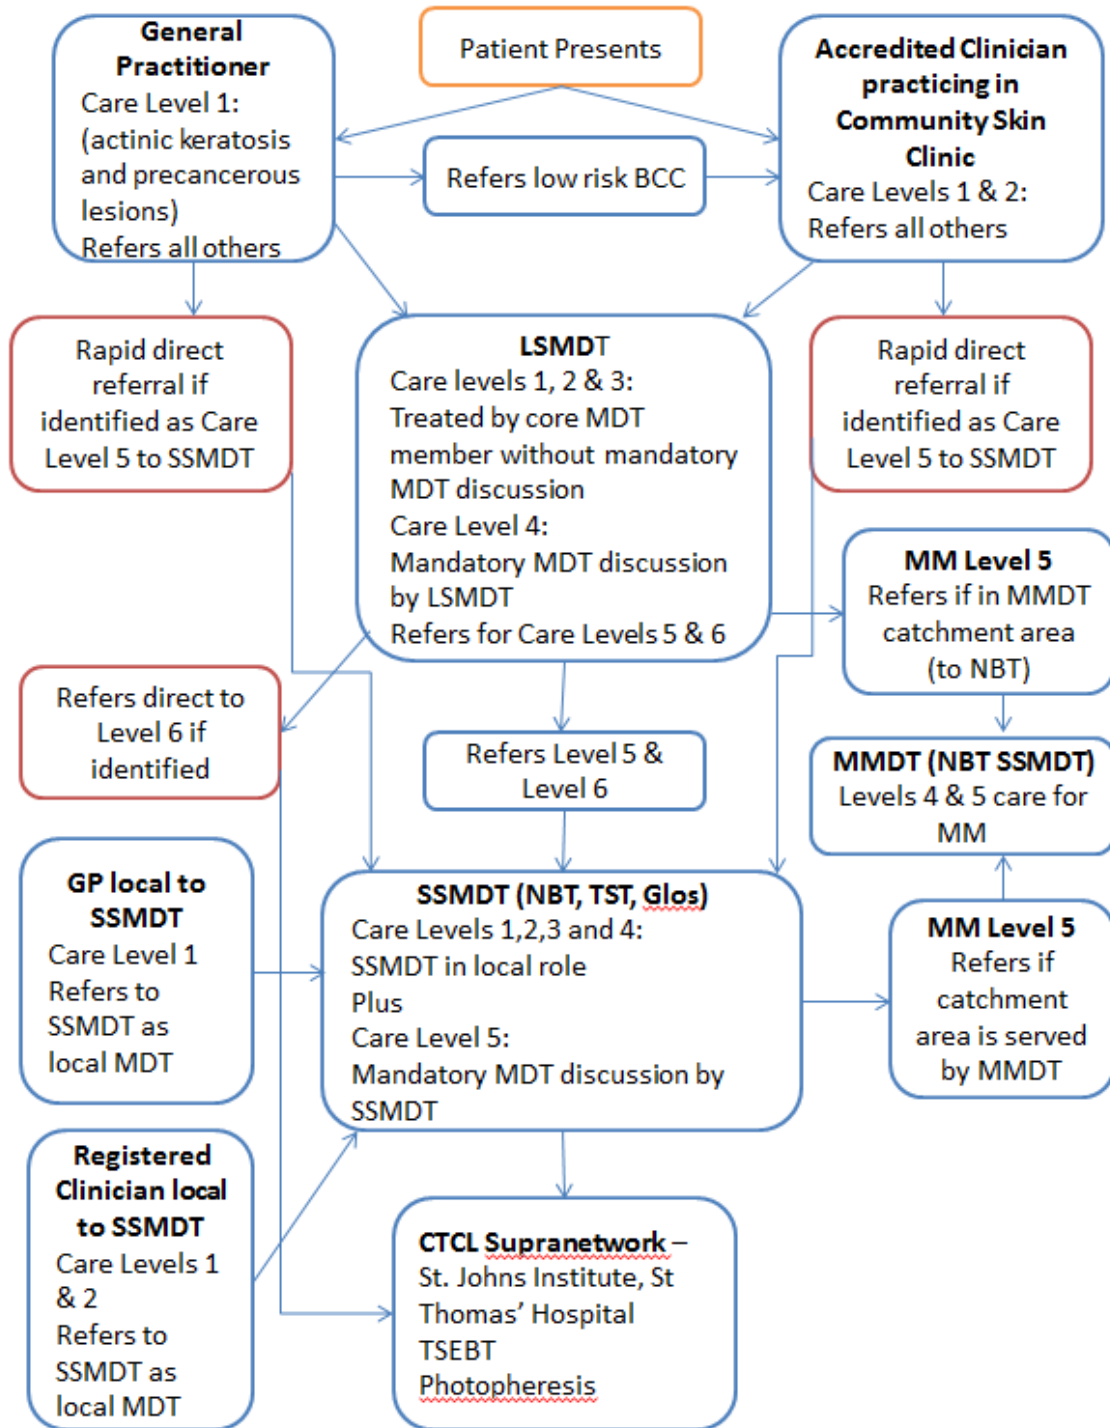 General
Practitioner
Care Level 1:
(actinic keratosis
and precancerous
lesions)
Refers all others
Patient Presents
Refers low risk BCC
Accredited Clinician
practicing in
Community Skin
Clinic
Care Levels 1 & 2:
Refers all others
Rapid direct
referral if
identified as Care
Level 5 to SSMDT
LSMDT
Care levels 1, 2 & 3:
Treated by core MDT
member without mandatory
MDT discussion
Care Level 4:
Mandatory MDT discussion
by LSMDT
Refers for Care Levels 5 & 6
Rapid direct
referral if
identified as Care
Level 5 to SSMDT
MM Level 5
Refers if in MMDT
catchment area
(to NBT)
Refers direct to
Level 6 if
identified
Refers Level 5 &
Level 6
MMDT (NBT SSMDT)
Levels 4 & 5 care for
MM
GP local to
SSMDT
Care Level 1
Refers to
SSMDT as
local MDT
SSMDT (NBT, TST, Glos)
Care Levels 1,2,3 and 4:
SSMDT in local role
Plus
Care Level 5:
Mandatory MDT discussion by
SSMDT
MM Level 5
Refers if
catchment
area is served
by MMDT
Registered
Clinician local
to SSMDT
Care Levels 1
& 2
Refers to
SSMDT as
local MDT
CTCL Supranetwork –
St. Johns Institute, St
Thomas’ Hospital
TSEBT
Photopheresis